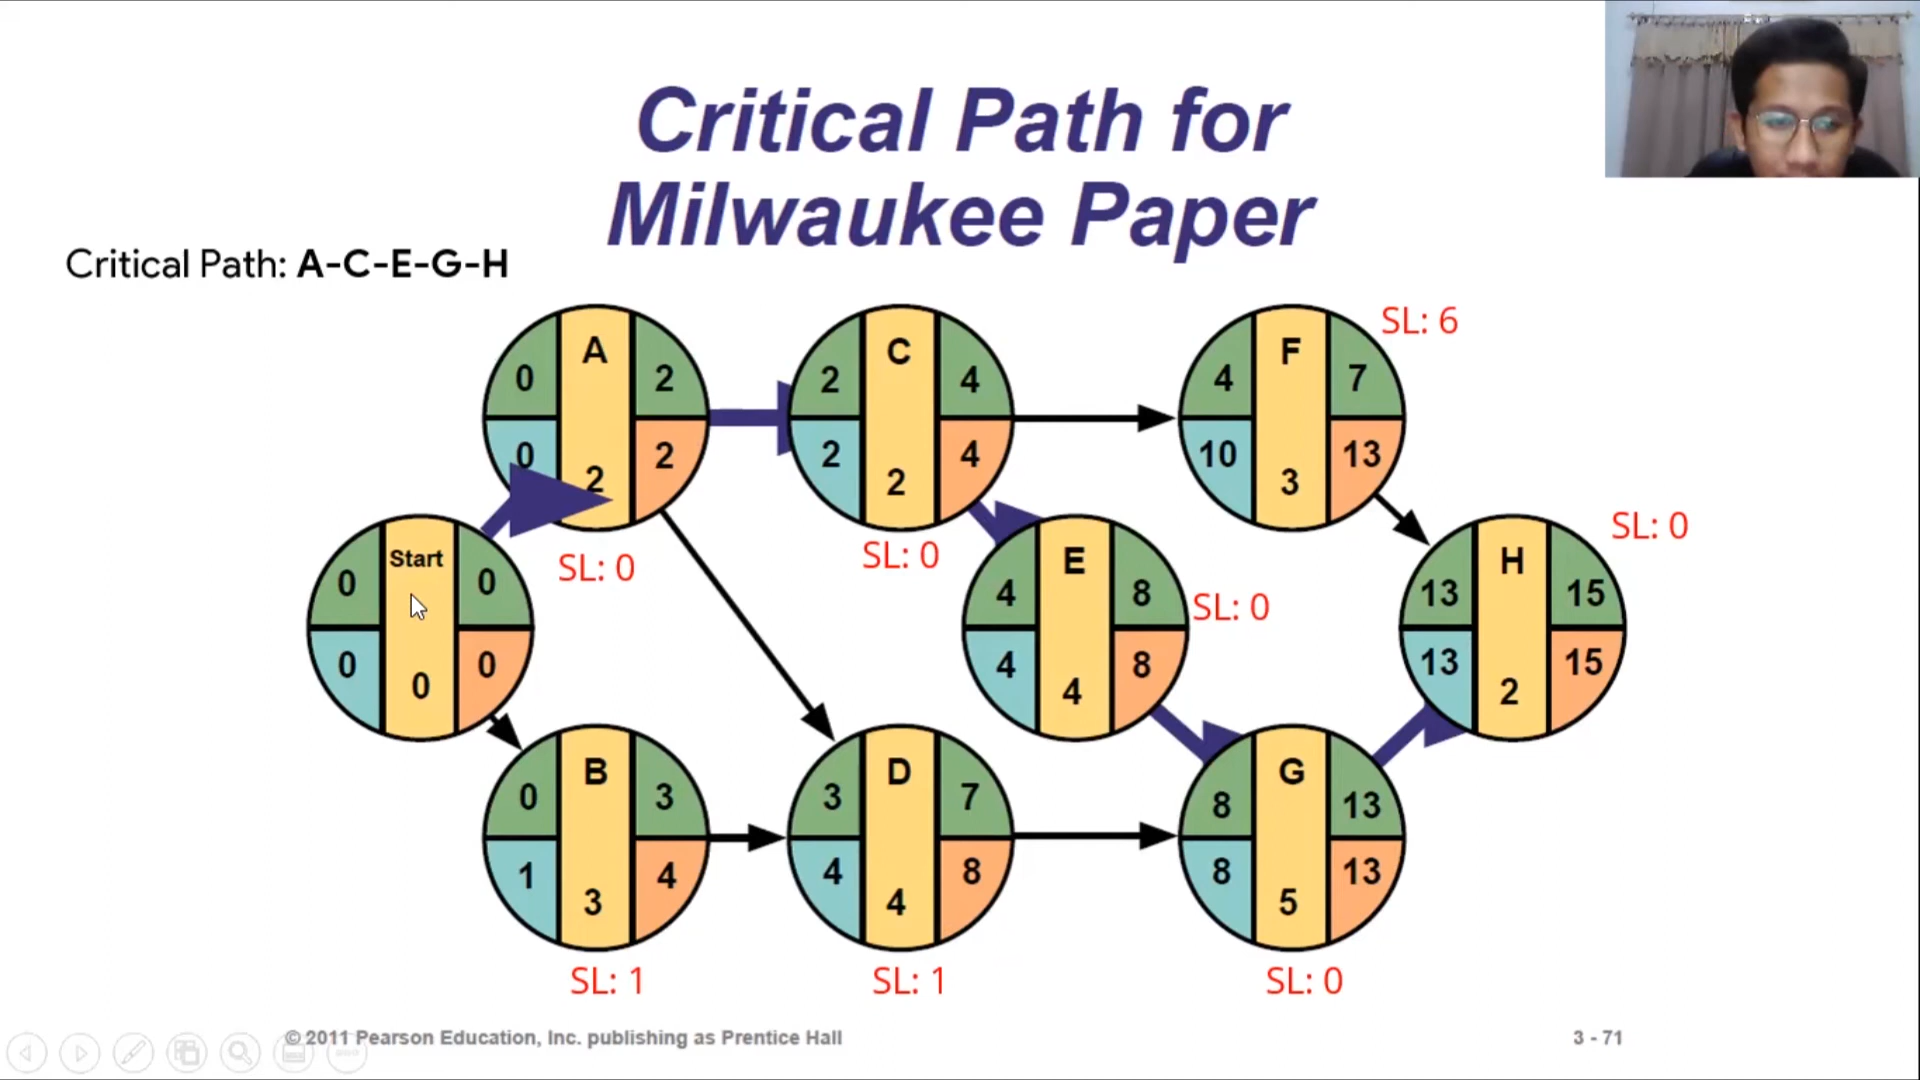 Critical Path for
Milwaukee Paper
Critical Path: A-C-E-G-H
A
0
2
0
2
2
SL: 0
C
2
4
2
4
2
SL: 0
F
4
7
10
13
3
SL: 6
Start
0
0
0
0
0
E
4
8
4
8
4
SL: 0
H
13
15
13
15
2
SL: 0
B
0
3
1
4
3
SL: 1
D
3
7
4
8
4
SL: 1
G
8
13
8
13
5
SL: 0
© 2011 Pearson Education, Inc. publishing as Prentice Hall
3 - 71